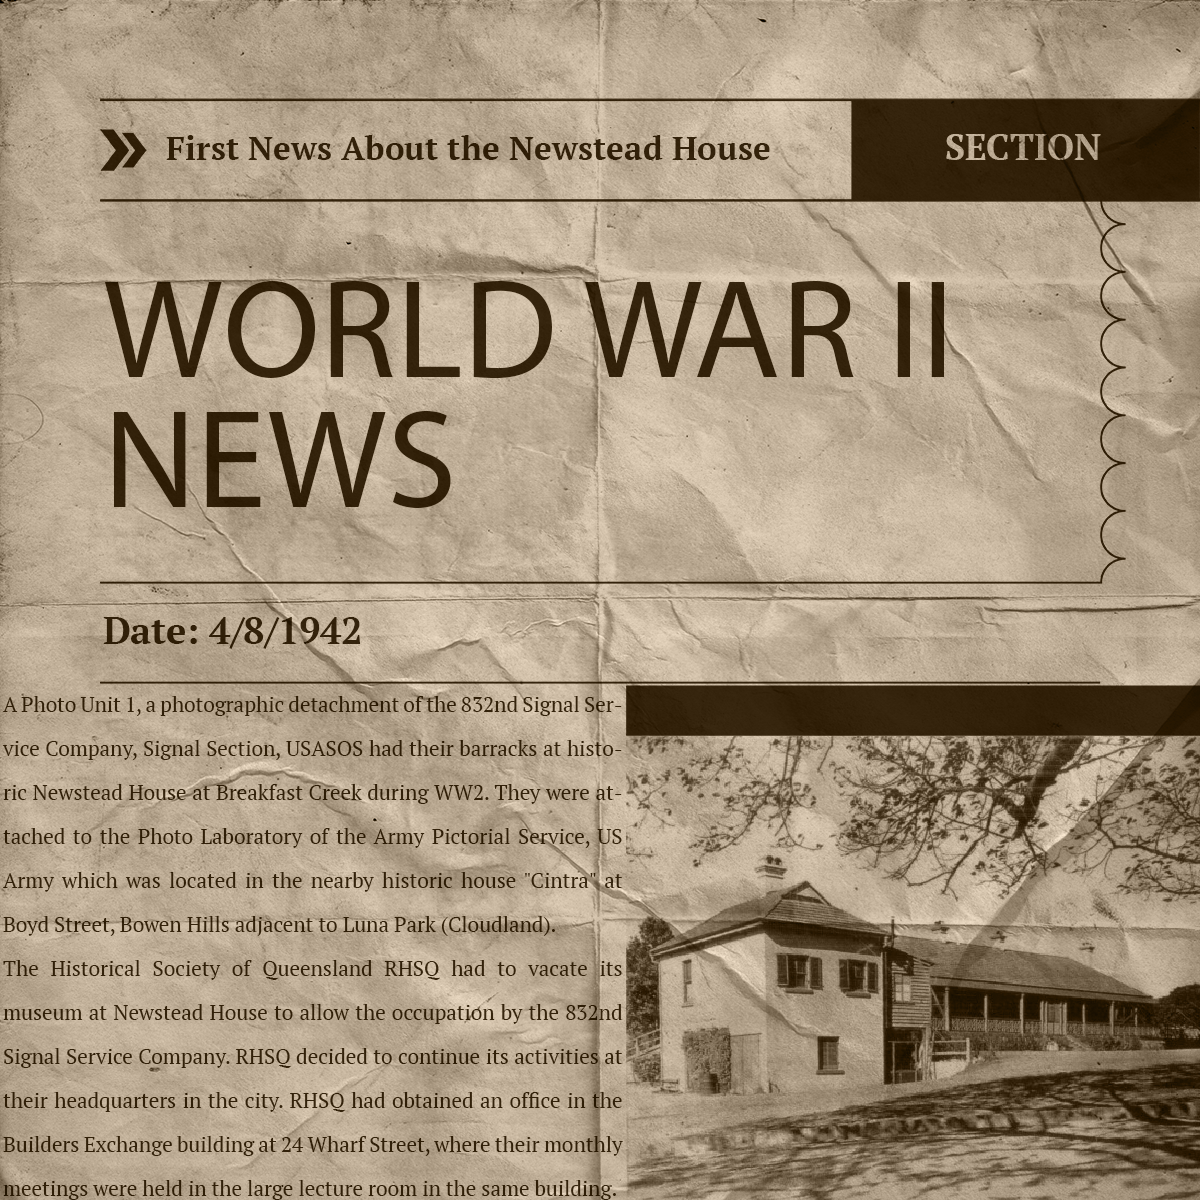 First News About the Newstead House
SECTION
WORLD WAR II
NEWS
Date: 4/8/1942
A Photo Unit 1, a photographic detachment of the 832nd Signal Ser-
vice Company, Signal Section, USASOS had their barracks at histo-
ric Newstead House at Breakfast Creek during WW2. They were at-
tached to the Photo Laboratory of the Army Pictorial Service, US
Army which was located in the nearby historic house "Cintra" at
Boyd Street, Bowen Hills adjacent to Luna Park (Cloudland).
The Historical Society of Queensland RHSQ had to vacate its
museum at Newstead House to allow the occupation by the 832nd
Signal Service Company. RHSQ decided to continue its activities at
their headquarters in the city. RHSQ had obtained an office in the
Builders Exchange building at 24 Wharf Street, where their monthly
meetings were held in the large lecture room in the same building.